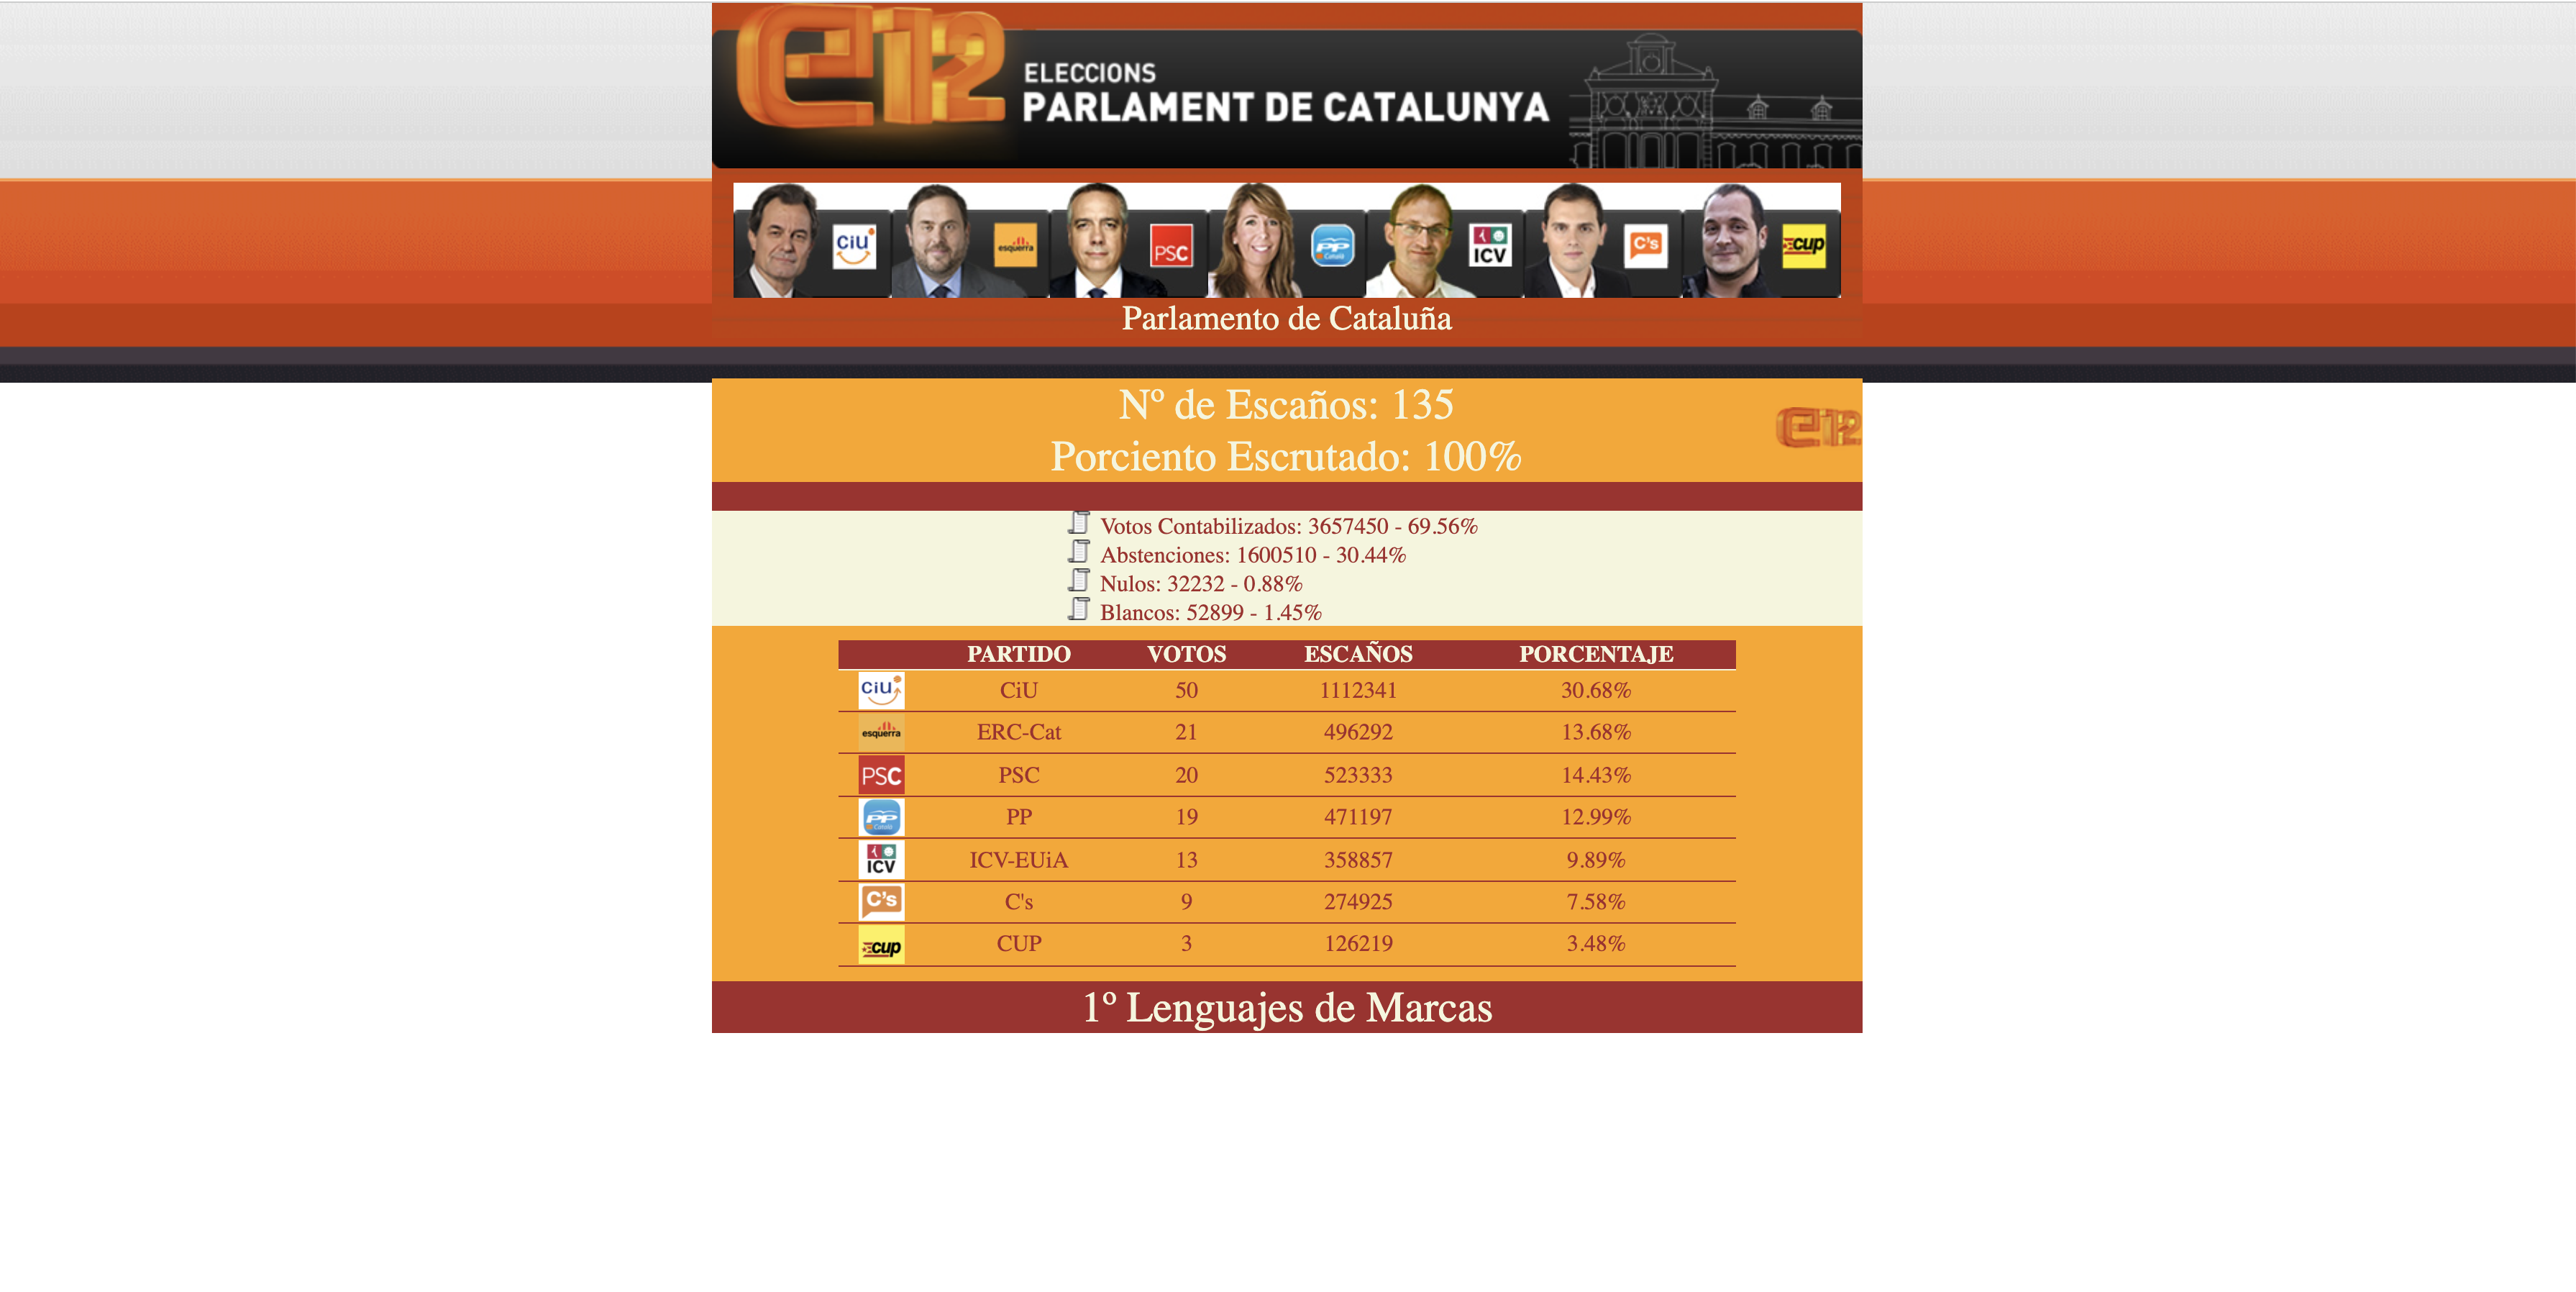 e12
ELECCIONS
PARLAMENT DE CATALUNYA
CiU esquerra PSC PP Català ICV C's CUP
Parlamento de Cataluña
Nº de Escaños: 135
e12
Porciento Escrutado: 100%
Votos Contabilizados: 3657450 - 69.56%
Abstenciones: 1600510 - 30.44%
Nulos: 32232 - 0.88%
Blancos: 52899 - 1.45%
PARTIDO VOTOS ESCAÑOS PORCENTAJE
CiU CiU 50 1112341 30.68%
esquerra ERC-Cat 21 496292 13.68%
PSC PSC 20 523333 14.43%
PP Català PP 19 471197 12.99%
ICV ICV-EUiA 13 358857 9.89%
C's C's 9 274925 7.58%
cup CUP 3 126219 3.48%
1º Lenguajes de Marcas